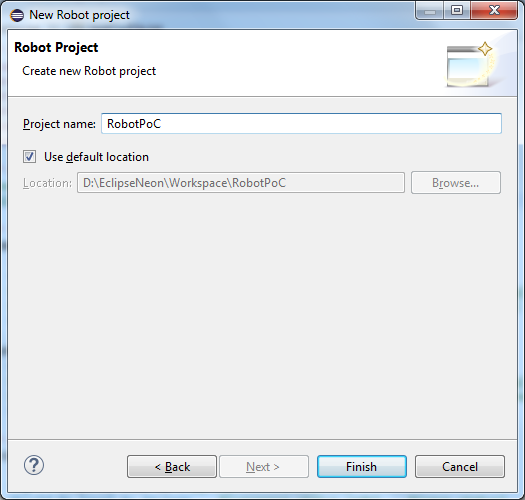 New Robot project
Robot Project
Create new Robot project
Project name: RobotPoC
Use default location
Location: D:\EclipseNeon\Workspace\RobotPoC Browse...
? < Back Next > Finish Cancel